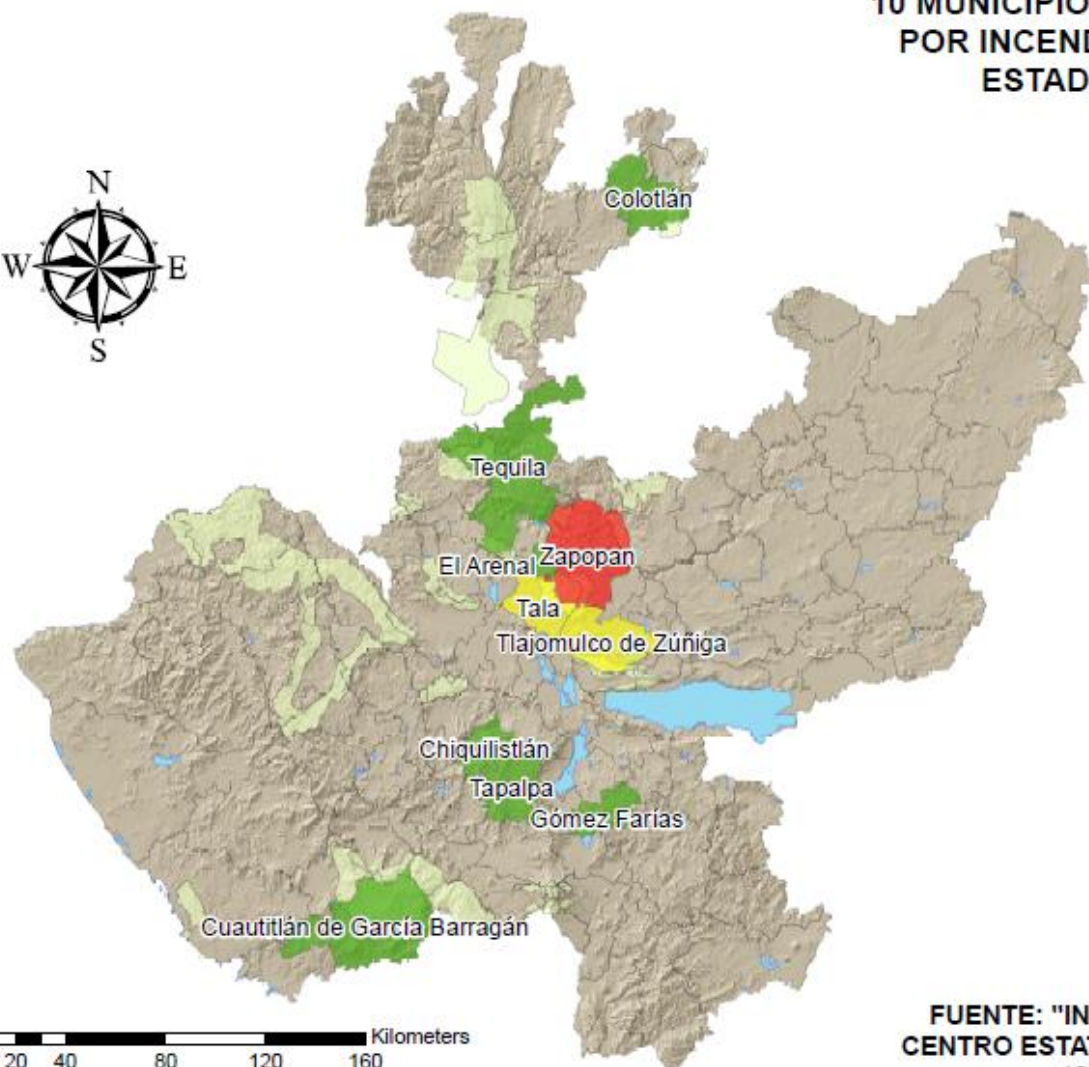 10 MUNICIPIO
POR INCEND
ESTAD
N
W E
S
Colotlán
Tequila
El Arenal Zapopan
Tala
Tlajomulco de Zúñiga
Chiquilistlán
Tapalpa
Gómez Farías
Cuautitlán de García Barragán
Kilometers
20 40 80 120 160
FUENTE: "IN
CENTRO ESTAT